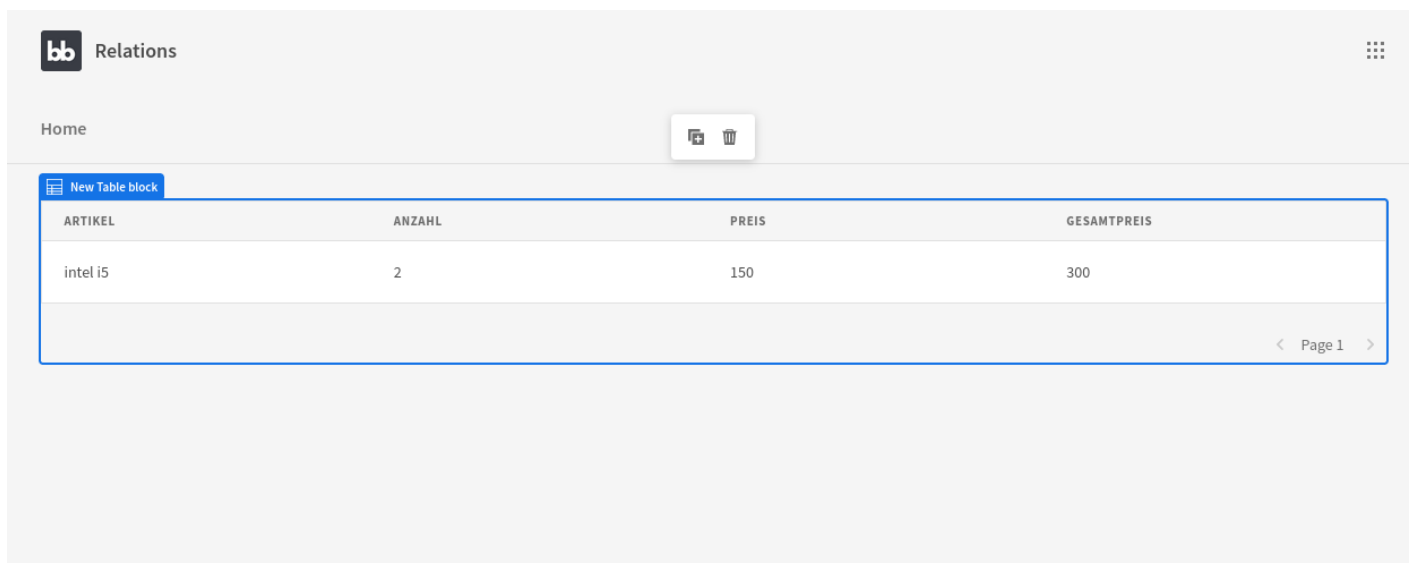 bb Relations
Home
New Table block
ARTIKEL ANZAHL PREIS GESAMTPREIS
intel i5 2 150 300
Page 1